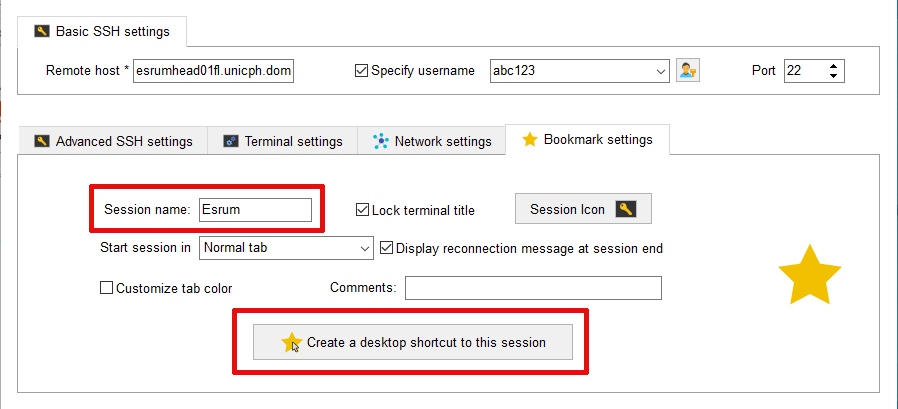 Basic SSH settings
Remote host * esrumhead01fl.unicph.dom Specify username abc123 Port 22
Advanced SSH settings Terminal settings Network settings Bookmark settings
Session name: Esrum Lock terminal title Session Icon
Start session in Normal tab Display reconnection message at session end
Customize tab color Comments:
Create a desktop shortcut to this session